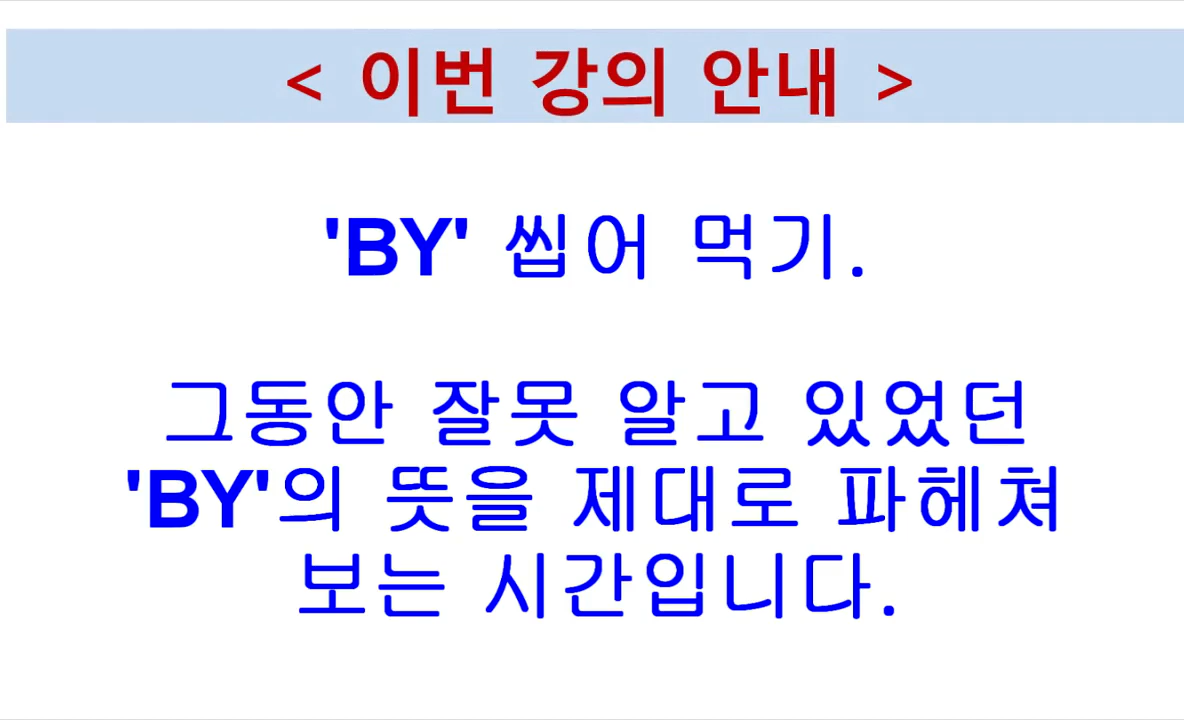 < 이번 강의 안내 >
'BY' 씹어 먹기.
그동안 잘못 알고 있었던
'BY'의 뜻을 제대로 파헤쳐
보는 시간입니다.